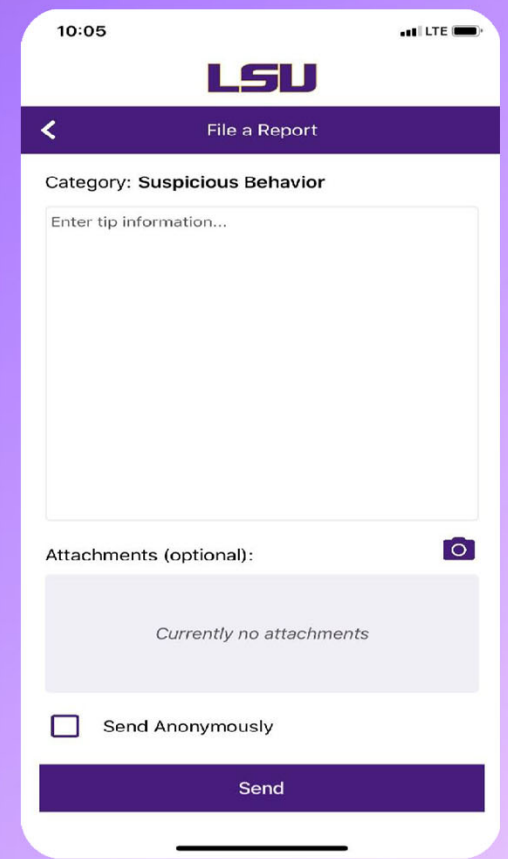 10:05
LTE
LSU
File a Report
Category: Suspicious Behavior
Enter tip information...
Attachments (optional):
Currently no attachments
Send Anonymously
Send